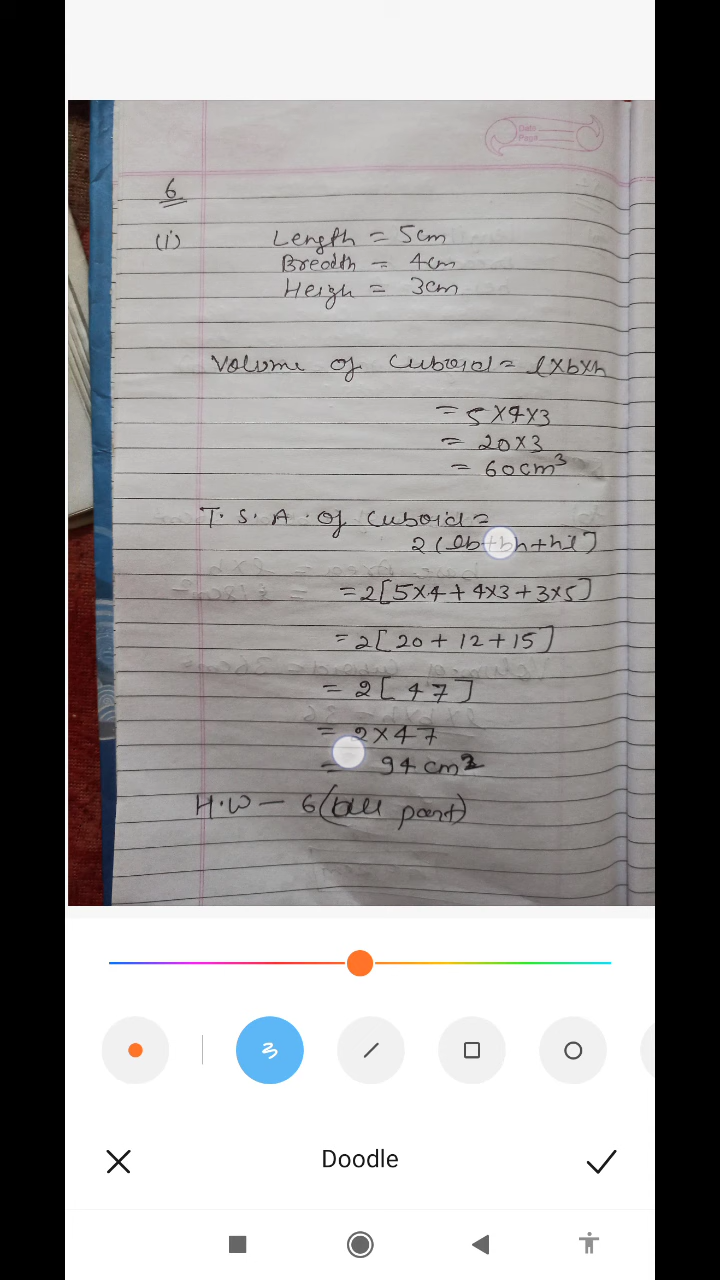 Date
Page
6
(i) Length = 5cm
Breadth = 4cm
Heigh = 3cm
Volume of Cuboid = l×b×h
= 5×4×3
= 20×3
= 60cm³
T. S. A. of Cuboid =
2(lb+bh+hl]
=2[5×4+4×3+3×5]
=2[20+12+15]
= 2[47]
= 2×47
= 94 cm²
H.W — 6(all part)
Doodle